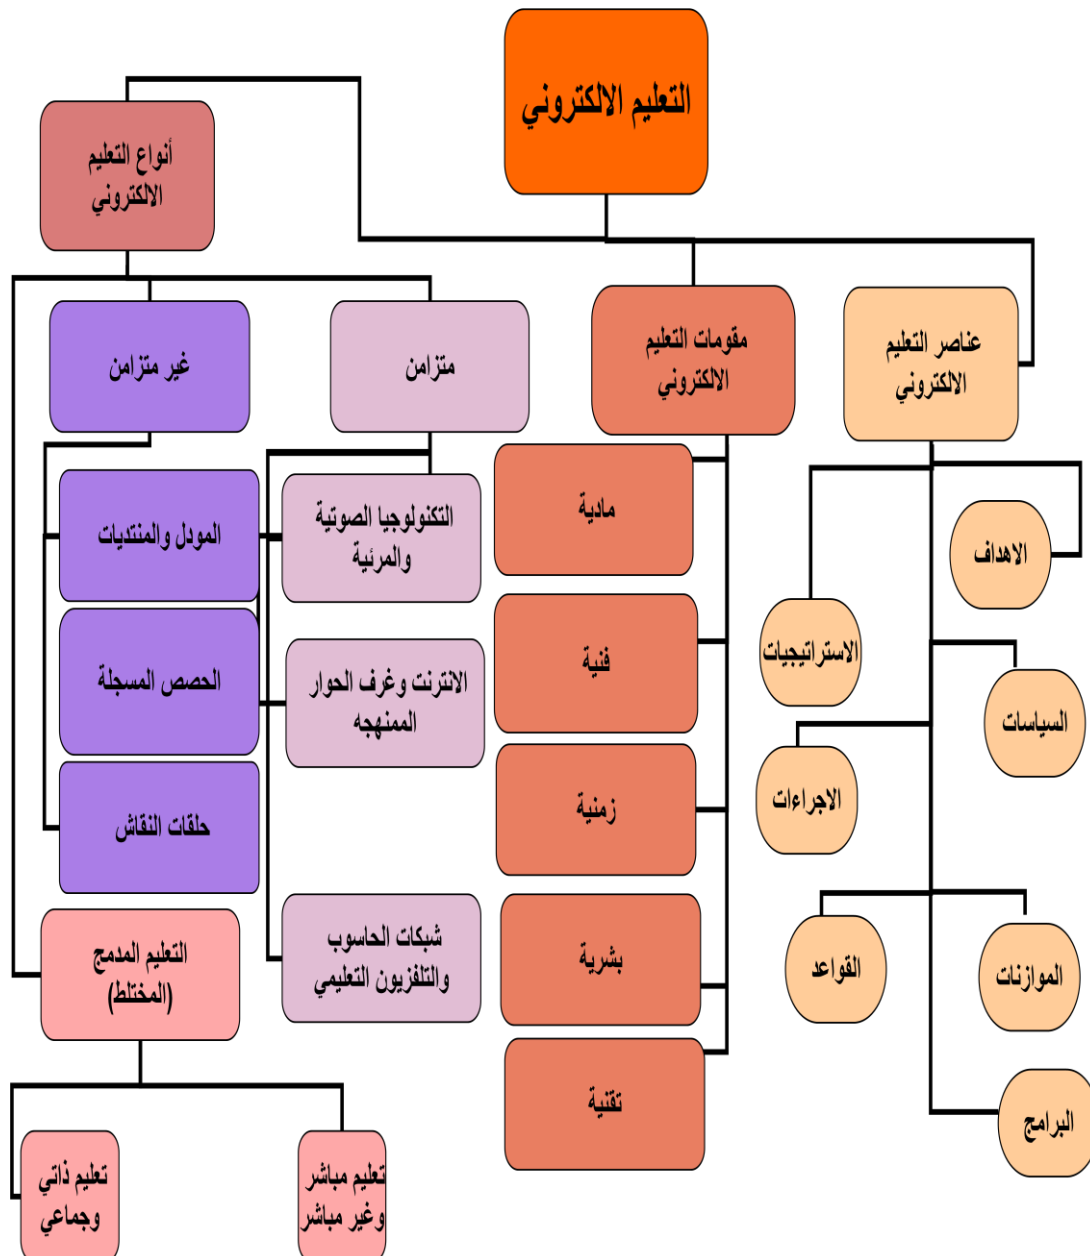 التعليم الالكتروني
أنواع التعليم
الالكتروني
عناصر التعليم
الالكتروني
مقومات التعليم
الالكتروني
متزامن
غير متزامن
الاهداف
الاستراتيجيات
السياسات
الاجراءات
الموازنات
القواعد
البرامج
مادية
فنية
زمنية
بشرية
تقنية
التكنولوجيا الصوتية
والمرئية
الانترنت وغرف الحوار
الممنهجه
شبكات الحاسوب
والتلفزيون التعليمي
المودل والمنتديات
الحصص المسجلة
حلقات النقاش
التعليم المدمج
(المختلط)
تعليم مباشر
وغير مباشر
تعليم ذاتي
وجماعي